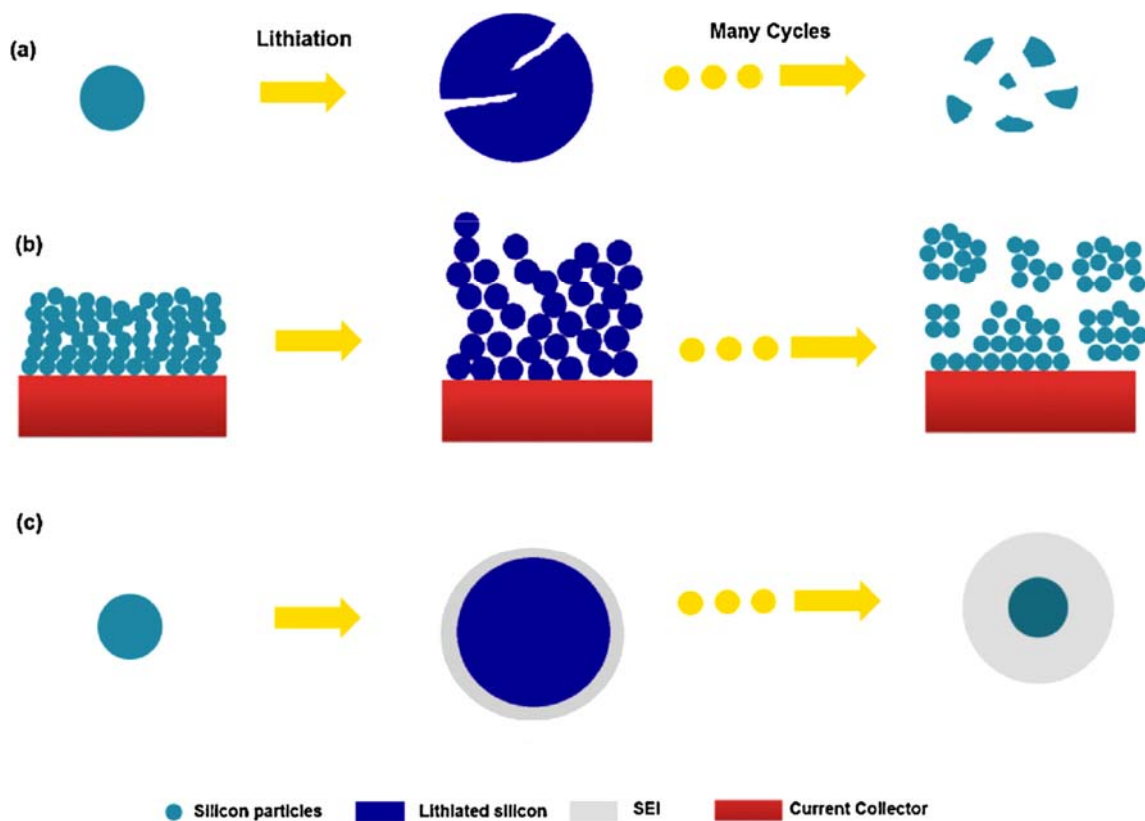 (a)
Lithiation
Many Cycles
(b)
(c)
Silicon particles
Lithiated silicon
SEI
Current Collector